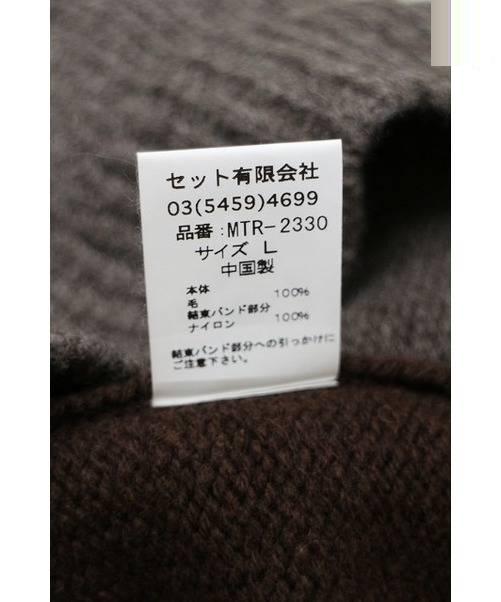 セット有限会社
03(5459)4699
品番:MTR-2330
サイズ L
中国製
本体
毛 100%
結束バンド部分
ナイロン 100%
結束バンド部分への引っかけに
ご注意下さい。